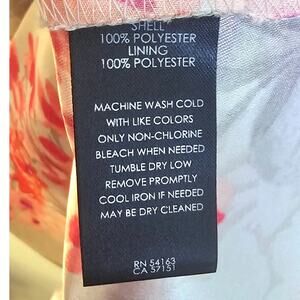 SHELL
100% POLYESTER
LINING
100% POLYESTER
MACHINE WASH COLD
WITH LIKE COLORS
ONLY NON-CHLORINE
BLEACH WHEN NEEDED
TUMBLE DRY LOW
REMOVE PROMPTLY
COOL IRON IF NEEDED
MAY BE DRY CLEANED
RN 54163
CA 57151